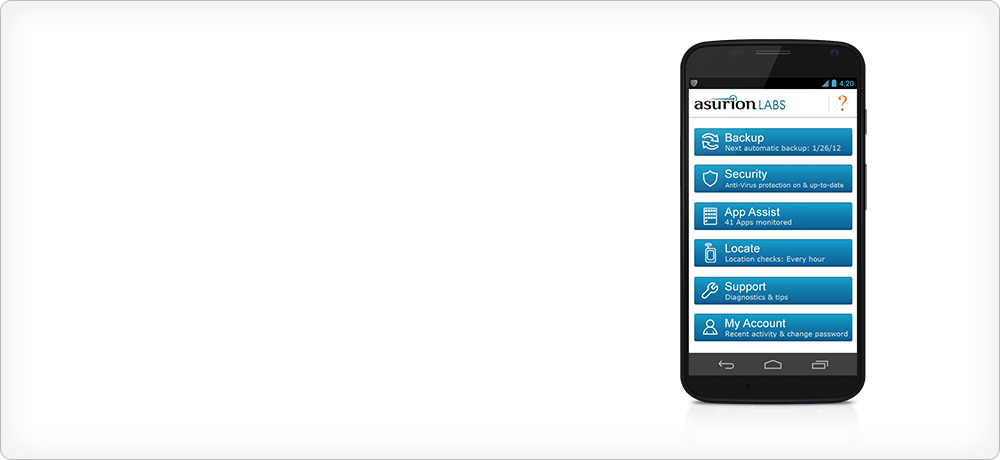 4:20
asurion LABS ?
Backup
Next automatic backup: 1/26/12
Security
Anti-Virus protection on & up-to-date
App Assist
41 Apps monitored
Locate
Location checks: Every hour
Support
Diagnostics & tips
My Account
Recent activity & change password